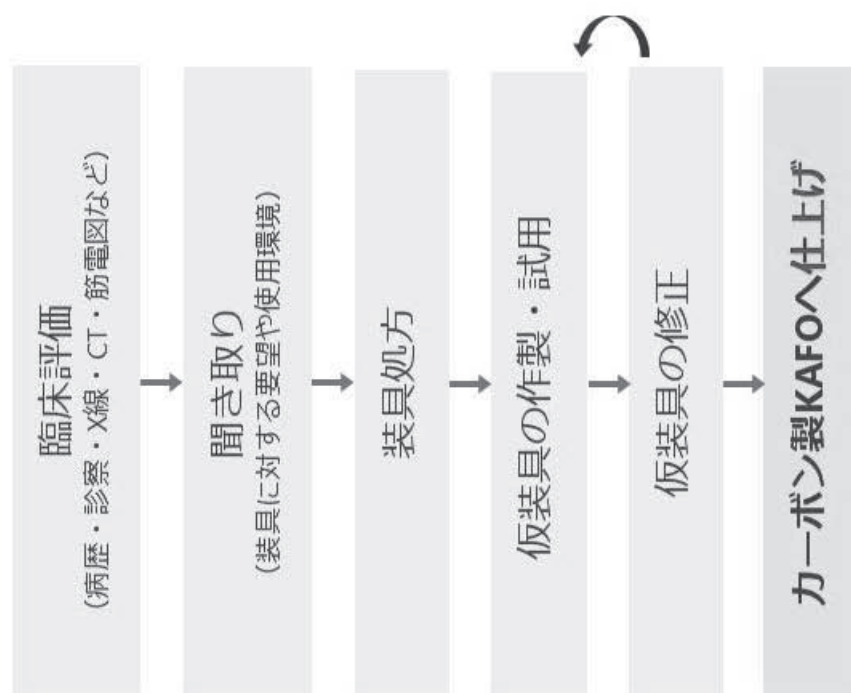 臨床評価
(病歴・診察・X線・CT・筋電図など)
聞き取り
(装具に対する要望や使用環境)
装具処方
仮装具の作製・試用
仮装具の修正
カーボン製KAFOへ仕上げ